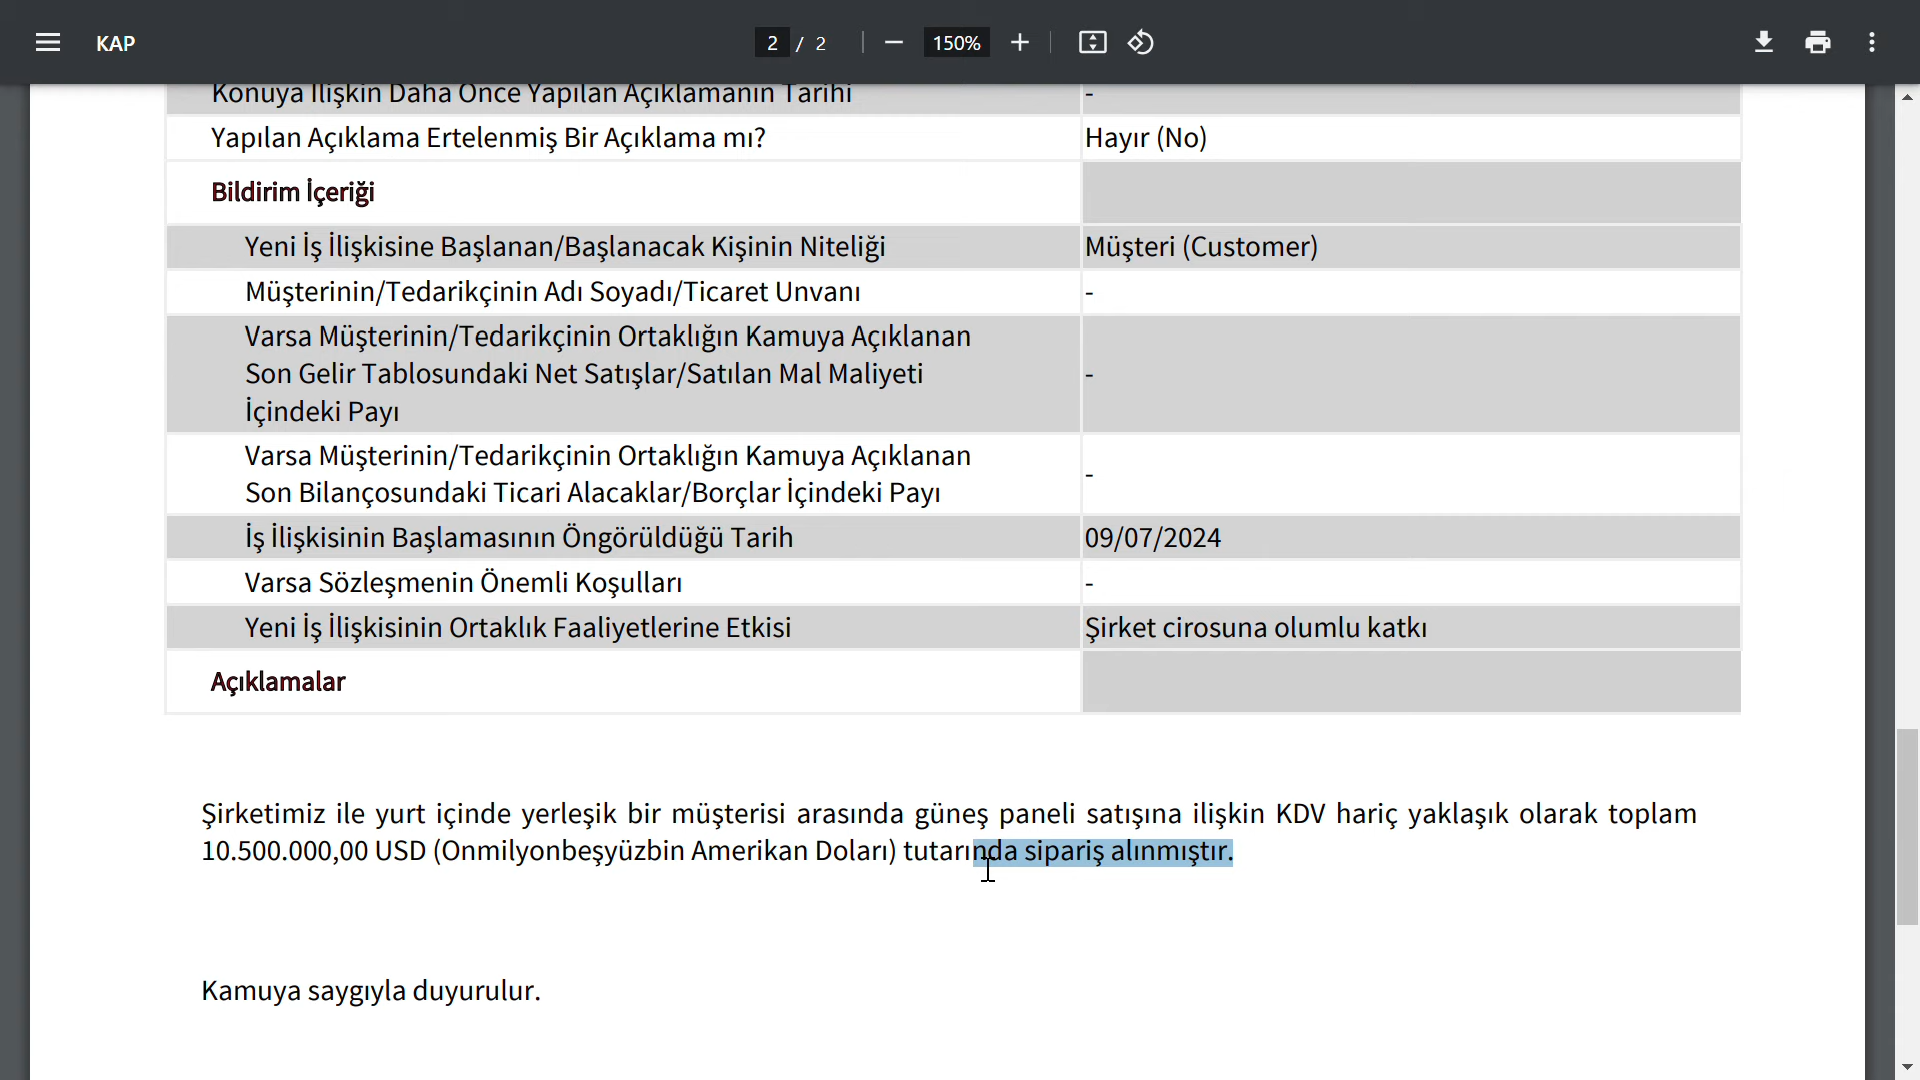 KAP
2 / 2
150%
Konuya İlişkin Daha Önce Yapılan Açıklamanın Tarihi -
Yapılan Açıklama Ertelenmiş Bir Açıklama mı? Hayır (No)
Bildirim İçeriği
Yeni İş İlişkisine Başlanan/Başlanacak Kişinin Niteliği Müşteri (Customer)
Müşterinin/Tedarikçinin Adı Soyadı/Ticaret Unvanı -
Varsa Müşterinin/Tedarikçinin Ortaklığın Kamuya Açıklanan
Son Gelir Tablosundaki Net Satışlar/Satılan Mal Maliyeti -
İçindeki Payı
Varsa Müşterinin/Tedarikçinin Ortaklığın Kamuya Açıklanan
Son Bilançosundaki Ticari Alacaklar/Borçlar İçindeki Payı -
İş İlişkisinin Başlamasının Öngörüldüğü Tarih 09/07/2024
Varsa Sözleşmenin Önemli Koşulları -
Yeni İş İlişkisinin Ortaklık Faaliyetlerine Etkisi Şirket cirosuna olumlu katkı
Açıklamalar
Şirketimiz ile yurt içinde yerleşik bir müşterisi arasında güneş paneli satışına ilişkin KDV hariç yaklaşık olarak toplam
10.500.000,00 USD (Onmilyonbeşyüzbin Amerikan Doları) tutarında sipariş alınmıştır.
Kamuya saygıyla duyurulur.